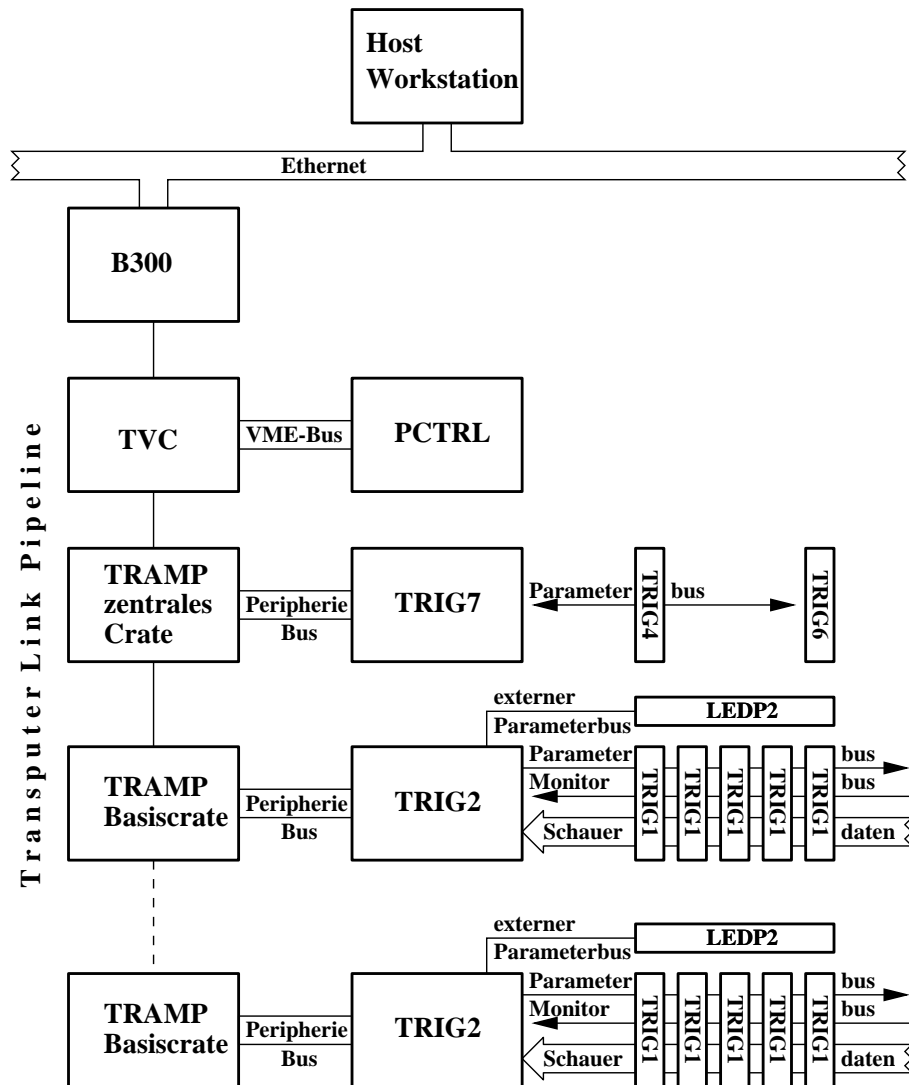 Host
Workstation
Ethernet
B300
Transputer Link Pipeline
TVC
VME-Bus
PCTRL
TRAMP
zentrales
Crate
Peripherie
Bus
TRIG7
Parameter
TRIG4
bus
TRIG6
externer
Parameterbus
LEDP2
TRAMP
Basiscrate
Peripherie
Bus
TRIG2
Parameter
Monitor
Schauer
TRIG1
TRIG1
TRIG1
TRIG1
TRIG1
bus
bus
daten
externer
Parameterbus
LEDP2
TRAMP
Basiscrate
Peripherie
Bus
TRIG2
Parameter
Monitor
Schauer
TRIG1
TRIG1
TRIG1
TRIG1
TRIG1
bus
bus
daten